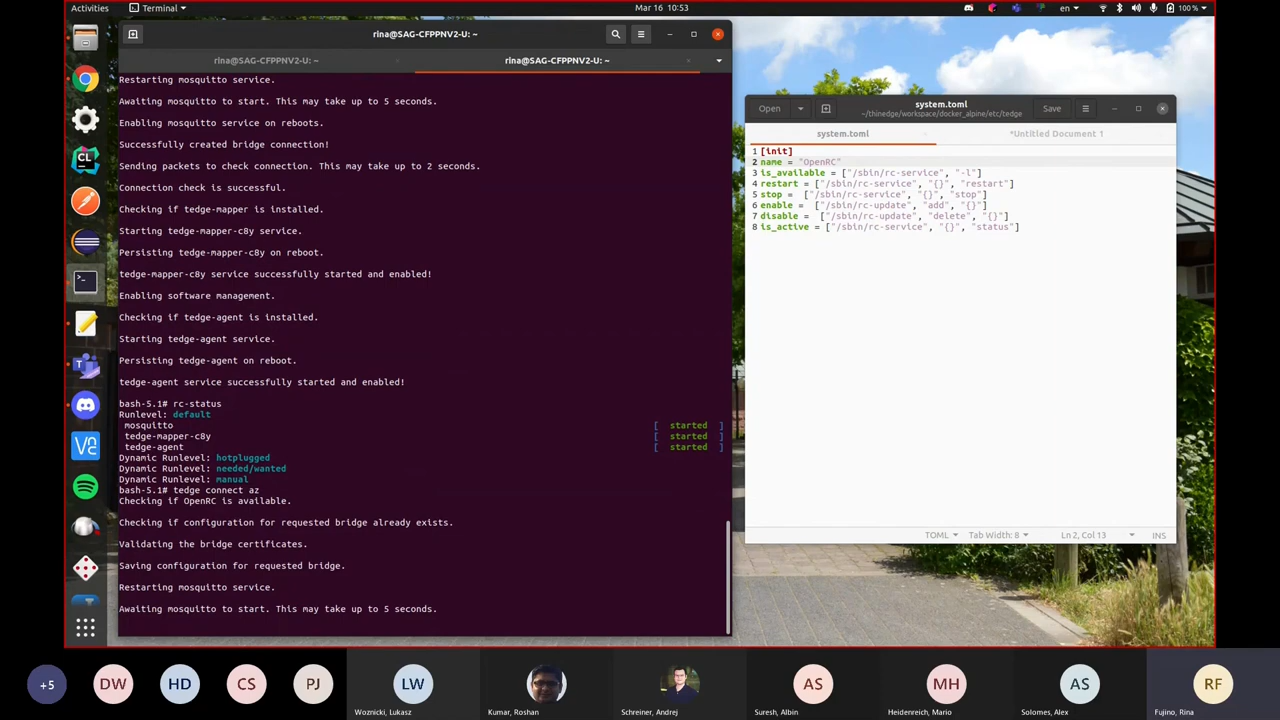 Activities
Terminal
Mar 16 10:53
en
100 %
rina@SAG-CFPPNV2-U: ~
rina@SAG-CFPPNV2-U: ~
rina@SAG-CFPPNV2-U: ~
Restarting mosquitto service.
Awaiting mosquitto to start. This may take up to 5 seconds.
Enabling mosquitto service on reboots.
Successfully created bridge connection!
Sending packets to check connection. This may take up to 2 seconds.
Connection check is successful.
Checking if tedge-mapper is installed.
Starting tedge-mapper-c8y service.
Persisting tedge-mapper-c8y on reboot.
tedge-mapper-c8y service successfully started and enabled!
Enabling software management.
Checking if tedge-agent is installed.
Starting tedge-agent service.
Persisting tedge-agent on reboot.
tedge-agent service successfully started and enabled!
bash-5.1# rc-status
Runlevel: default
mosquitto [ started ]
tedge-mapper-c8y [ started ]
tedge-agent [ started ]
Dynamic Runlevel: hotplugged
Dynamic Runlevel: needed/wanted
Dynamic Runlevel: manual
bash-5.1# tedge connect az
Checking if OpenRC is available.
Checking if configuration for requested bridge already exists.
Validating the bridge certificates.
Saving configuration for requested bridge.
Restarting mosquitto service.
Awaiting mosquitto to start. This may take up to 5 seconds.
Open
system.toml
~/thinedge/workspace/docker_alpine/etc/tedge
Save
system.toml
*Untitled Document 1
1 [init]
2 name = "OpenRC"
3 is_available = ["/sbin/rc-service", "-l"]
4 restart = ["/sbin/rc-service", "{}", "restart"]
5 stop =  ["/sbin/rc-service", "{}", "stop"]
6 enable =  ["/sbin/rc-update", "add", "{}"]
7 disable =  ["/sbin/rc-update", "delete", "{}"]
8 is_active = ["/sbin/rc-service", "{}", "status"]
TOML
Tab Width: 8
Ln 2, Col 13
INS
CL
+5
DW
HD
CS
PJ
LW
AS
MH
AS
RF
Woznicki, Lukasz
Kumar, Roshan
Schreiner, Andrej
Suresh, Albin
Heidenreich, Mario
Solomes, Alex
Fujino, Rina